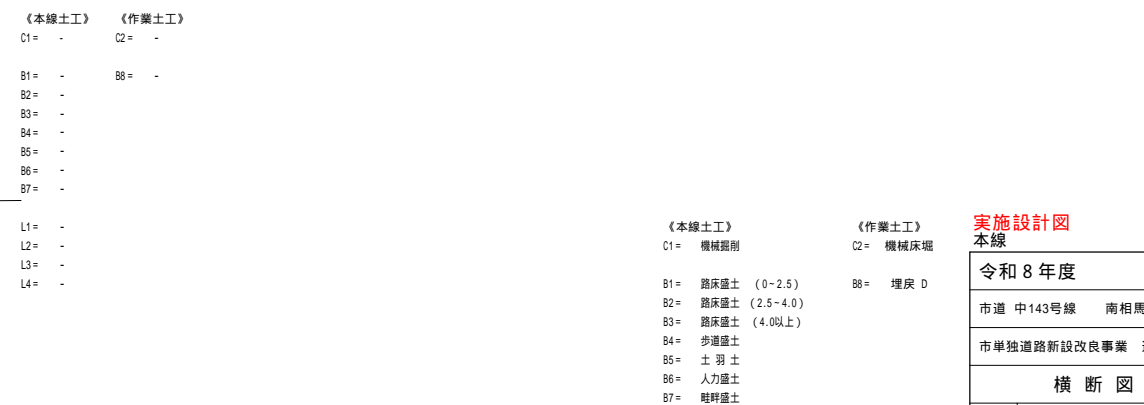 《本線土工》 《作業土工》
C1= - C2= -
B1= - B8= -
B2= -
B3= -
B4= -
B5= -
B6= -
B7= -
L1= -
L2= -
L3= -
L4= -
《本線土工》 《作業土工》
C1= 機械掘削 C2= 機械床堀
B1= 路床盛土 (0~2.5) B8= 埋戻 D
B2= 路床盛土 (2.5~4.0)
B3= 路床盛土 (4.0以上)
B4= 歩道盛土
B5= 土羽土
B6= 人力盛土
B7= 畦畔盛土
実施設計図
本線
令和8年度
市道 中143号線 南相馬
市単独道路新設改良事業
横断図